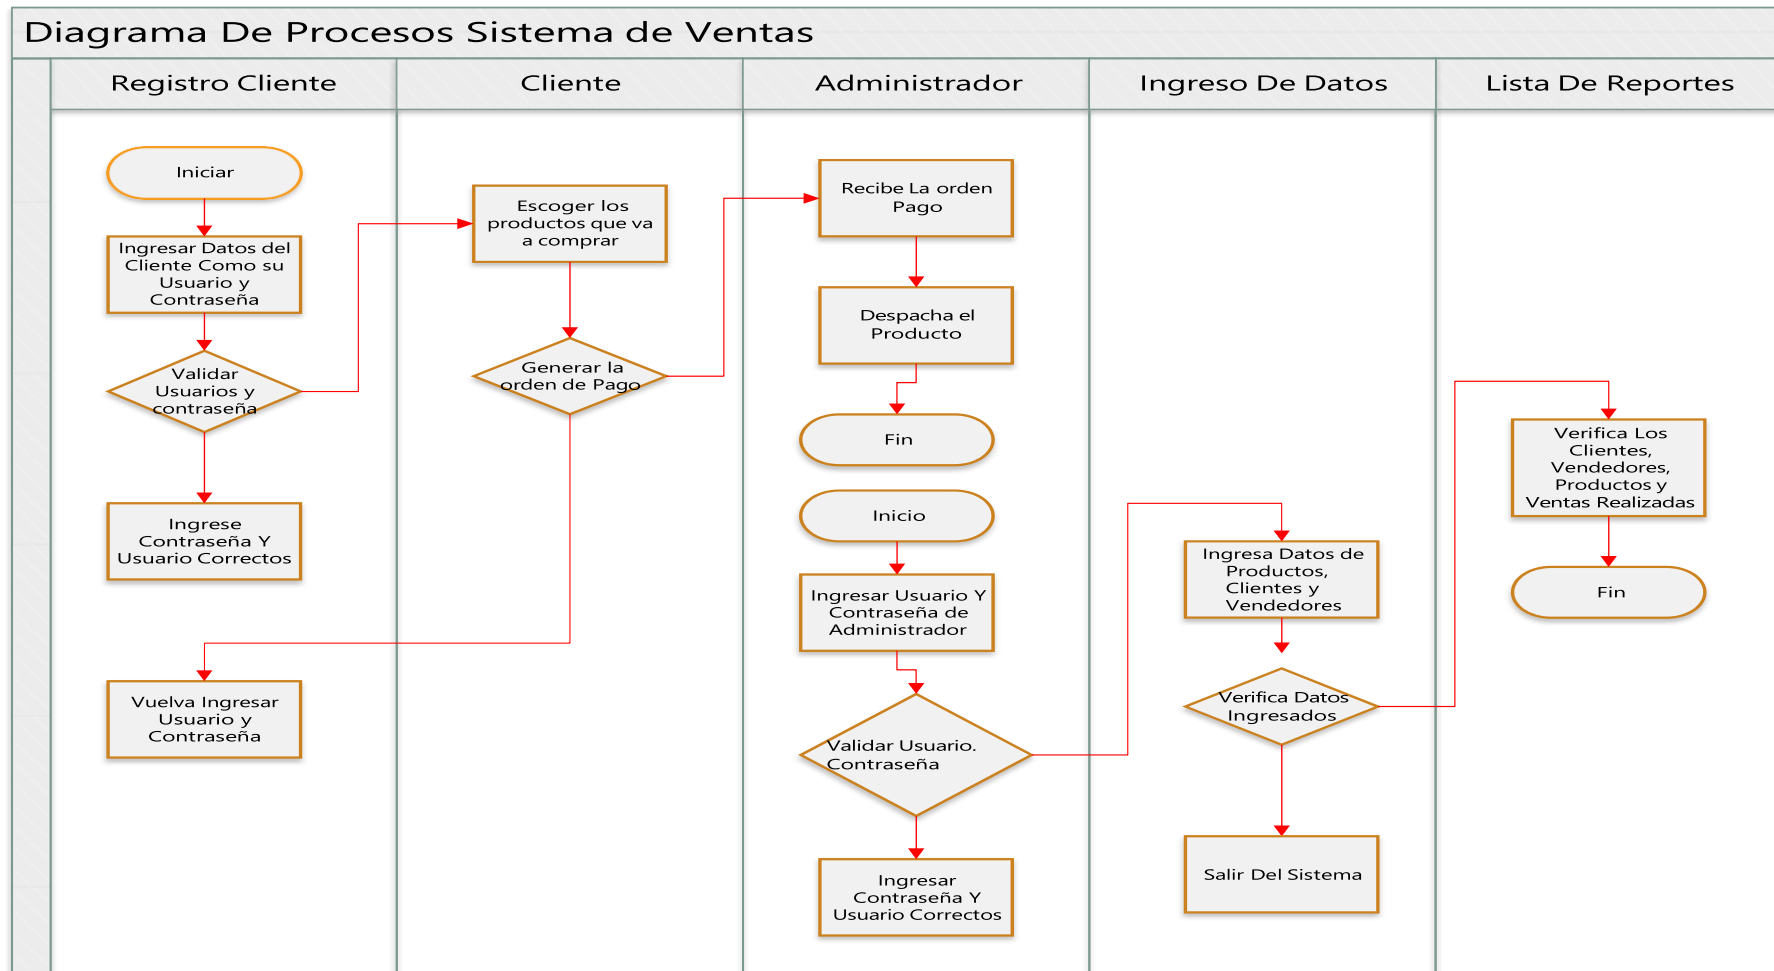 Diagrama De Procesos Sistema de Ventas
Registro Cliente
Cliente
Administrador
Ingreso De Datos
Lista De Reportes
Iniciar
Ingresar Datos del
Cliente Como su
Usuario y
Contraseña
Validar
Usuarios y
contraseña
Ingrese
Contraseña Y
Usuario Correctos
Vuelva Ingresar
Usuario y
Contraseña
Escoger los
productos que va
a comprar
Generar la
orden de Pago
Recibe La orden
Pago
Despacha el
Producto
Fin
Inicio
Ingresar Usuario Y
Contraseña de
Administrador
Validar Usuario.
Contraseña
Ingresar
Contraseña Y
Usuario Correctos
Ingresa Datos de
Productos,
Clientes y
Vendedores
Verifica Datos
Ingresados
Salir Del Sistema
Verifica Los
Clientes,
Vendedores,
Productos y
Ventas Realizadas
Fin